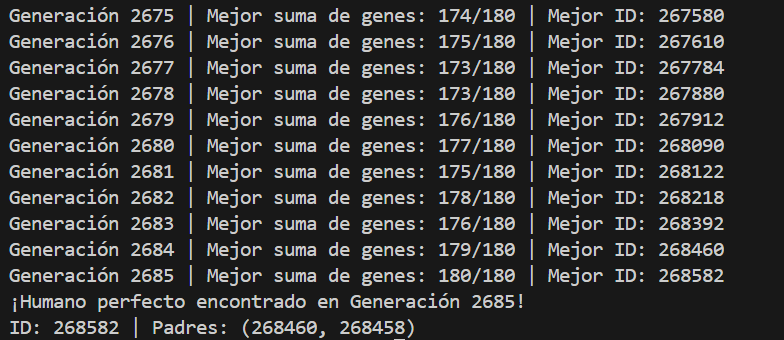 Generación 2675 | Mejor suma de genes: 174/180 | Mejor ID: 267580
Generación 2676 | Mejor suma de genes: 175/180 | Mejor ID: 267610
Generación 2677 | Mejor suma de genes: 173/180 | Mejor ID: 267784
Generación 2678 | Mejor suma de genes: 173/180 | Mejor ID: 267880
Generación 2679 | Mejor suma de genes: 176/180 | Mejor ID: 267912
Generación 2680 | Mejor suma de genes: 177/180 | Mejor ID: 268090
Generación 2681 | Mejor suma de genes: 175/180 | Mejor ID: 268122
Generación 2682 | Mejor suma de genes: 178/180 | Mejor ID: 268218
Generación 2683 | Mejor suma de genes: 176/180 | Mejor ID: 268392
Generación 2684 | Mejor suma de genes: 179/180 | Mejor ID: 268460
Generación 2685 | Mejor suma de genes: 180/180 | Mejor ID: 268582
¡Humano perfecto encontrado en Generación 2685!
ID: 268582 | Padres: (268460, 268458)